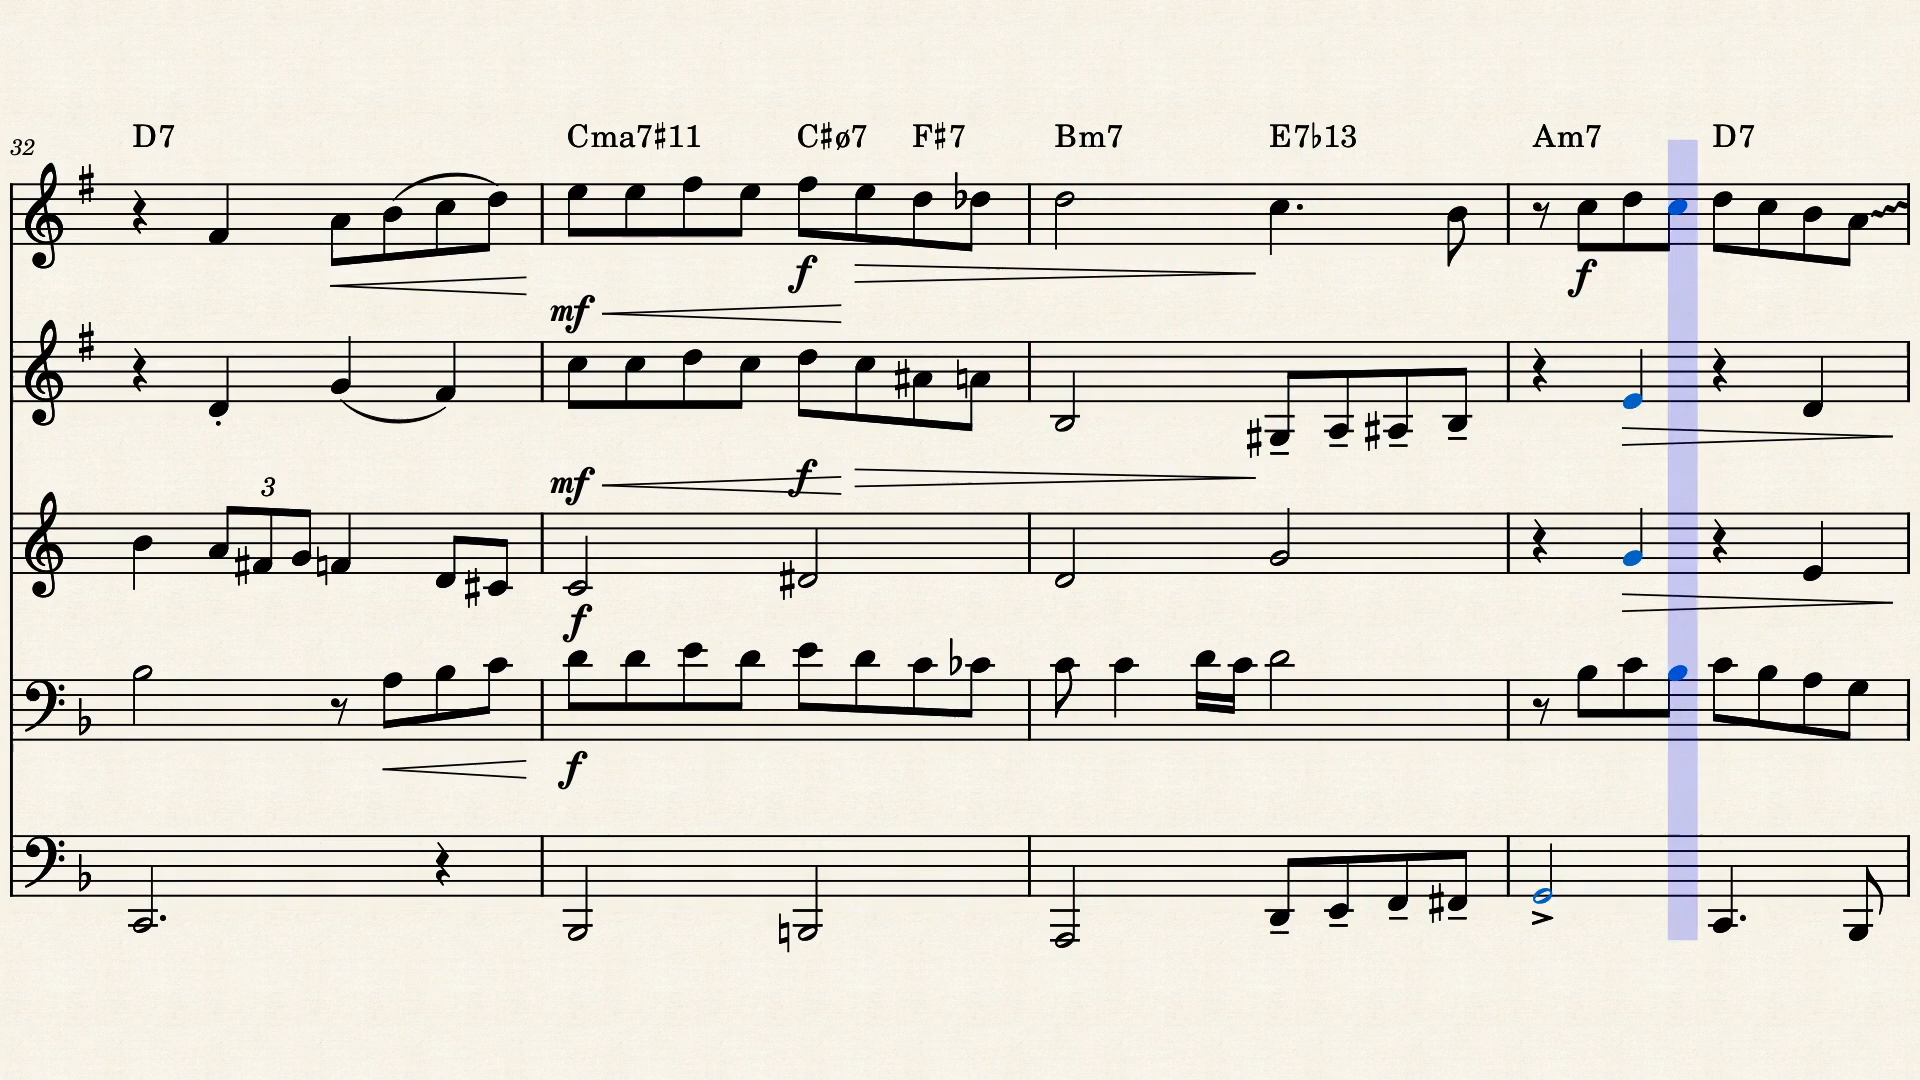 D7 Cma7♯11 C♯ø7 F♯7 Bm7 E7♭13 Am7 D7
32
f f
mf
3
mf f
f
f